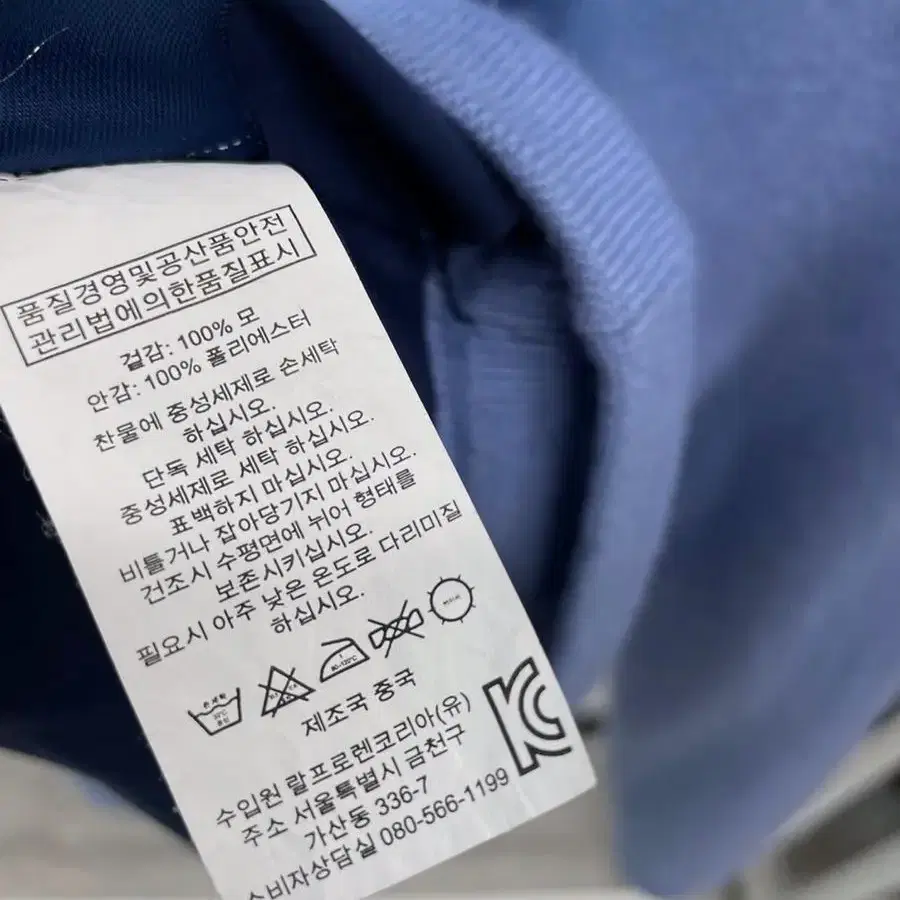 품질경영및공산품안전
관리법에의한품질표시
겉감: 100% 모
안감: 100% 폴리에스터
찬물에 중성세제로 손세탁
하십시오.
단독 세탁 하십시오.
중성세제로 세탁 하십시오.
표백하지 마십시오.
비틀거나 잡아당기지 마십시오.
건조시 수평면에 뉘어 형태를
보존시키십시오.
필요시 아주 낮은 온도로 다리미질
하십시오.
제조국 중국
수입원 랄프로렌코리아(유)
주소 서울특별시 금천구
가산동 336-7
소비자상담실 080-566-1199